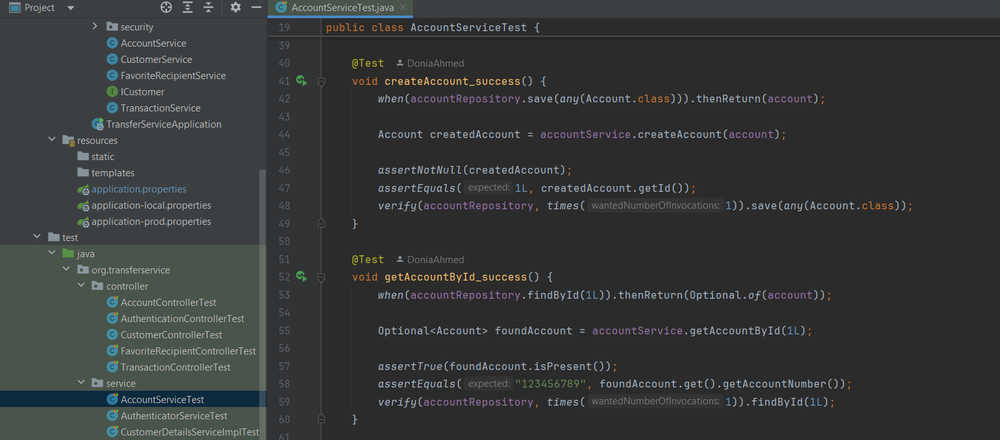 Project
security
AccountService
CustomerService
FavoriteRecipientService
ICustomer
TransactionService
TransferServiceApplication
resources
static
templates
application.properties
application-local.properties
application-prod.properties
test
java
org.transferservice
controller
AccountControllerTest
AuthenticationControllerTest
CustomerControllerTest
FavoriteRecipientControllerTest
TransactionControllerTest
service
AccountServiceTest
AuthenticatorServiceTest
CustomerDetailsServiceImplTest
AccountServiceTest.java
19 public class AccountServiceTest {
39
40 @Test DoniaAhmed
41 void createAccount_success() {
42 when(accountRepository.save(any(Account.class))).thenReturn(account);
43
44 Account createdAccount = accountService.createAccount(account);
45
46 assertNotNull(createdAccount);
47 assertEquals( expected: 1L, createdAccount.getId());
48 verify(accountRepository, times( wantedNumberOfInvocations: 1)).save(any(Account.class));
49 }
50
51 @Test DoniaAhmed
52 void getAccountById_success() {
53 when(accountRepository.findById(1L)).thenReturn(Optional.of(account));
54
55 Optional<Account> foundAccount = accountService.getAccountById(1L);
56
57 assertTrue(foundAccount.isPresent());
58 assertEquals( expected: "123456789", foundAccount.get().getAccountNumber());
59 verify(accountRepository, times( wantedNumberOfInvocations: 1)).findById(1L);
60 }
61